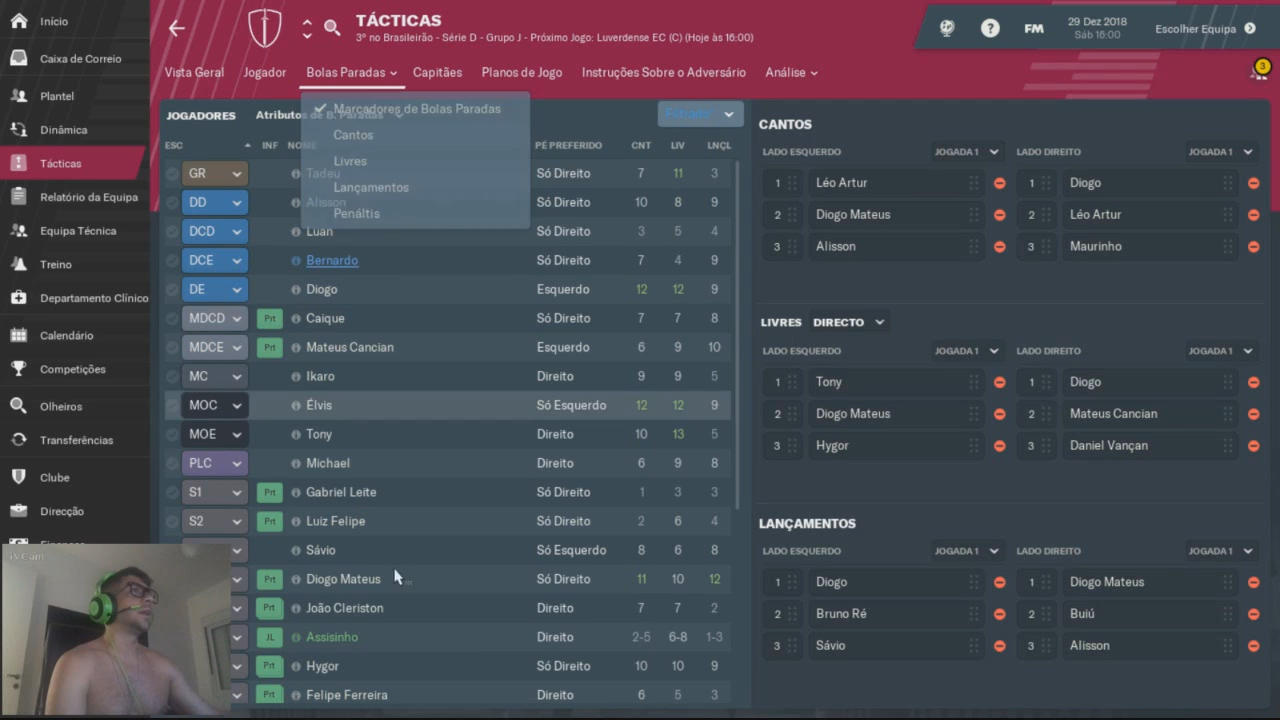 Início
Caixa de Correio
Plantel
Dinâmica
Tácticas
Relatório da Equipa
Equipa Técnica
Treino
Departamento Clínico
Calendário
Competições
Olheiros
Transferências
Clube
Direcção
iVCam
TÁCTICAS
3º no Brasileirão - Série D - Grupo J - Próximo Jogo: Luverdense EC (C) (Hoje às 16:00)
FM
29 Dez 2018
Sáb 16:00
Escolher Equipa
3
Vista Geral Jogador Bolas Paradas Capitães Planos de Jogo Instruções Sobre o Adversário Análise
Marcadores de Bolas Paradas
Cantos
Livres
Lançamentos
Penáltis
JOGADORES Atributos de B. Paradas
ESC INF NOME PÉ PREFERIDO CNT LIV LNÇL
GR Tadeu Só Direito 7 11 3
DD Alisson Só Direito 10 8 9
DCD Luan Só Direito 3 5 4
DCE Bernardo Só Direito 7 4 9
DE Diogo Esquerdo 12 12 9
MDCD Prt Caique Só Direito 7 7 8
MDCE Prt Mateus Cancian Esquerdo 6 9 10
MC Ikaro Direito 9 9 5
MOC Élvis Só Esquerdo 12 12 9
MOE Tony Direito 10 13 5
PLC Michael Direito 6 9 8
S1 Prt Gabriel Leite Só Direito 1 3 3
S2 Prt Luiz Felipe Só Direito 2 6 4
Sávio Só Esquerdo 8 6 8
Prt Diogo Mateus Só Direito 11 10 12
Prt João Cleriston Direito 7 7 2
JL Assisinho Direito 2-5 6-8 1-3
Prt Hygor Só Direito 10 10 9
Prt Felipe Ferreira Direito 6 5 3
CANTOS
LADO ESQUERDO JOGADA 1 LADO DIREITO JOGADA 1
1 Léo Artur 1 Diogo
2 Diogo Mateus 2 Léo Artur
3 Alisson 3 Maurinho
LIVRES DIRECTO
LADO ESQUERDO JOGADA 1 LADO DIREITO JOGADA 1
1 Tony 1 Diogo
2 Diogo Mateus 2 Mateus Cancian
3 Hygor 3 Daniel Vançan
LANÇAMENTOS
LADO ESQUERDO JOGADA 1 LADO DIREITO JOGADA 1
1 Diogo 1 Diogo Mateus
2 Bruno Ré 2 Buiú
3 Sávio 3 Alisson